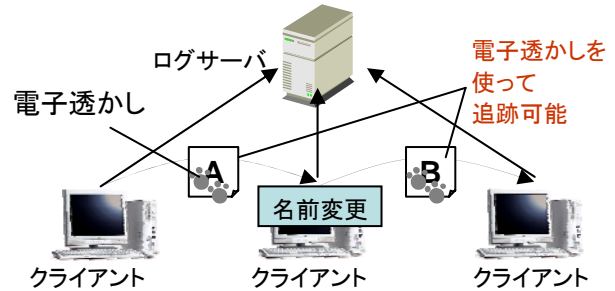 ログサーバ
電子透かしを
使って
追跡可能
電子透かし
A
B
名前変更
クライアント
クライアント
クライアント